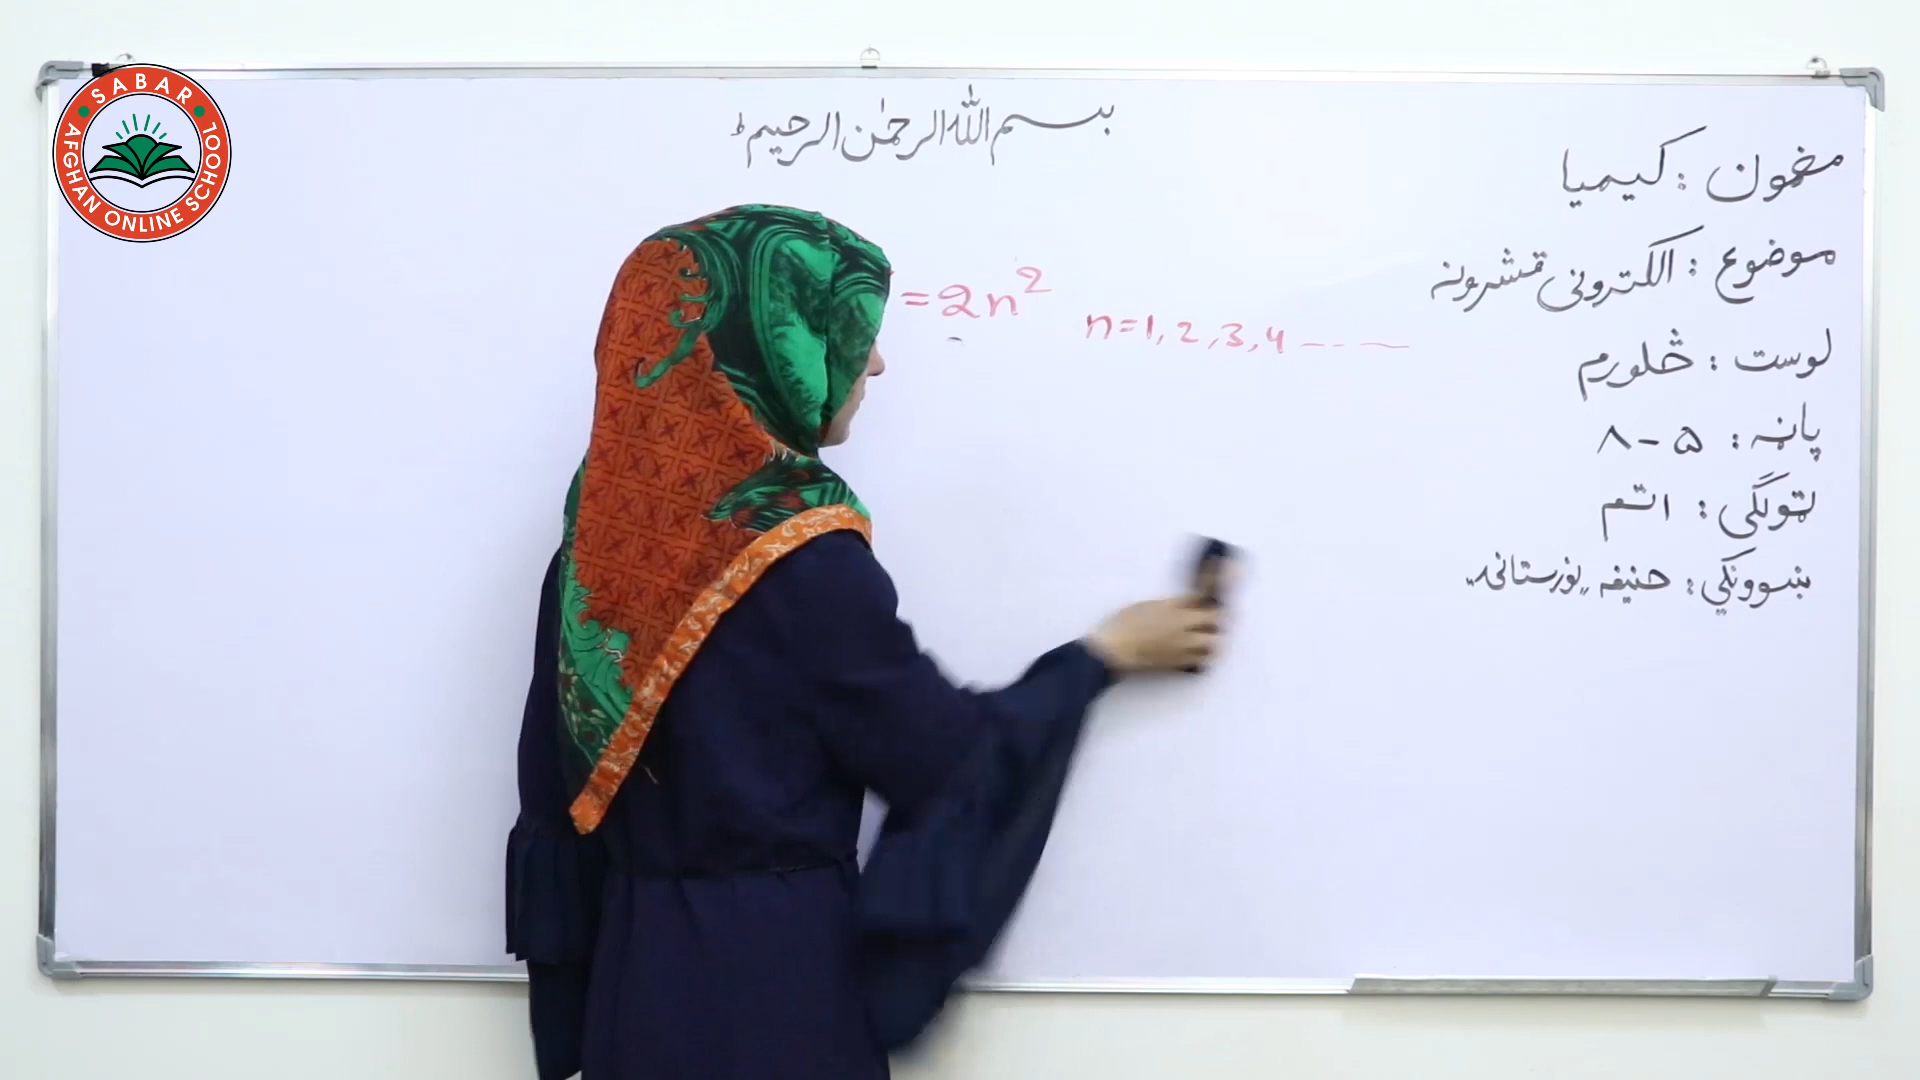 SABAR
AFGHAN ONLINE SCHOOL
بسم الله الرحمٰن الرحیم
مضمون : کیمیا
موضوع : الکترونی قشرونه
لوست : څلورم
پاڼه : ۵ - ۸
ټولګی : اتم
ښوونکې : حنیفه "نورستانۍ"
= 2n²
n=1, 2, 3, 4 -----